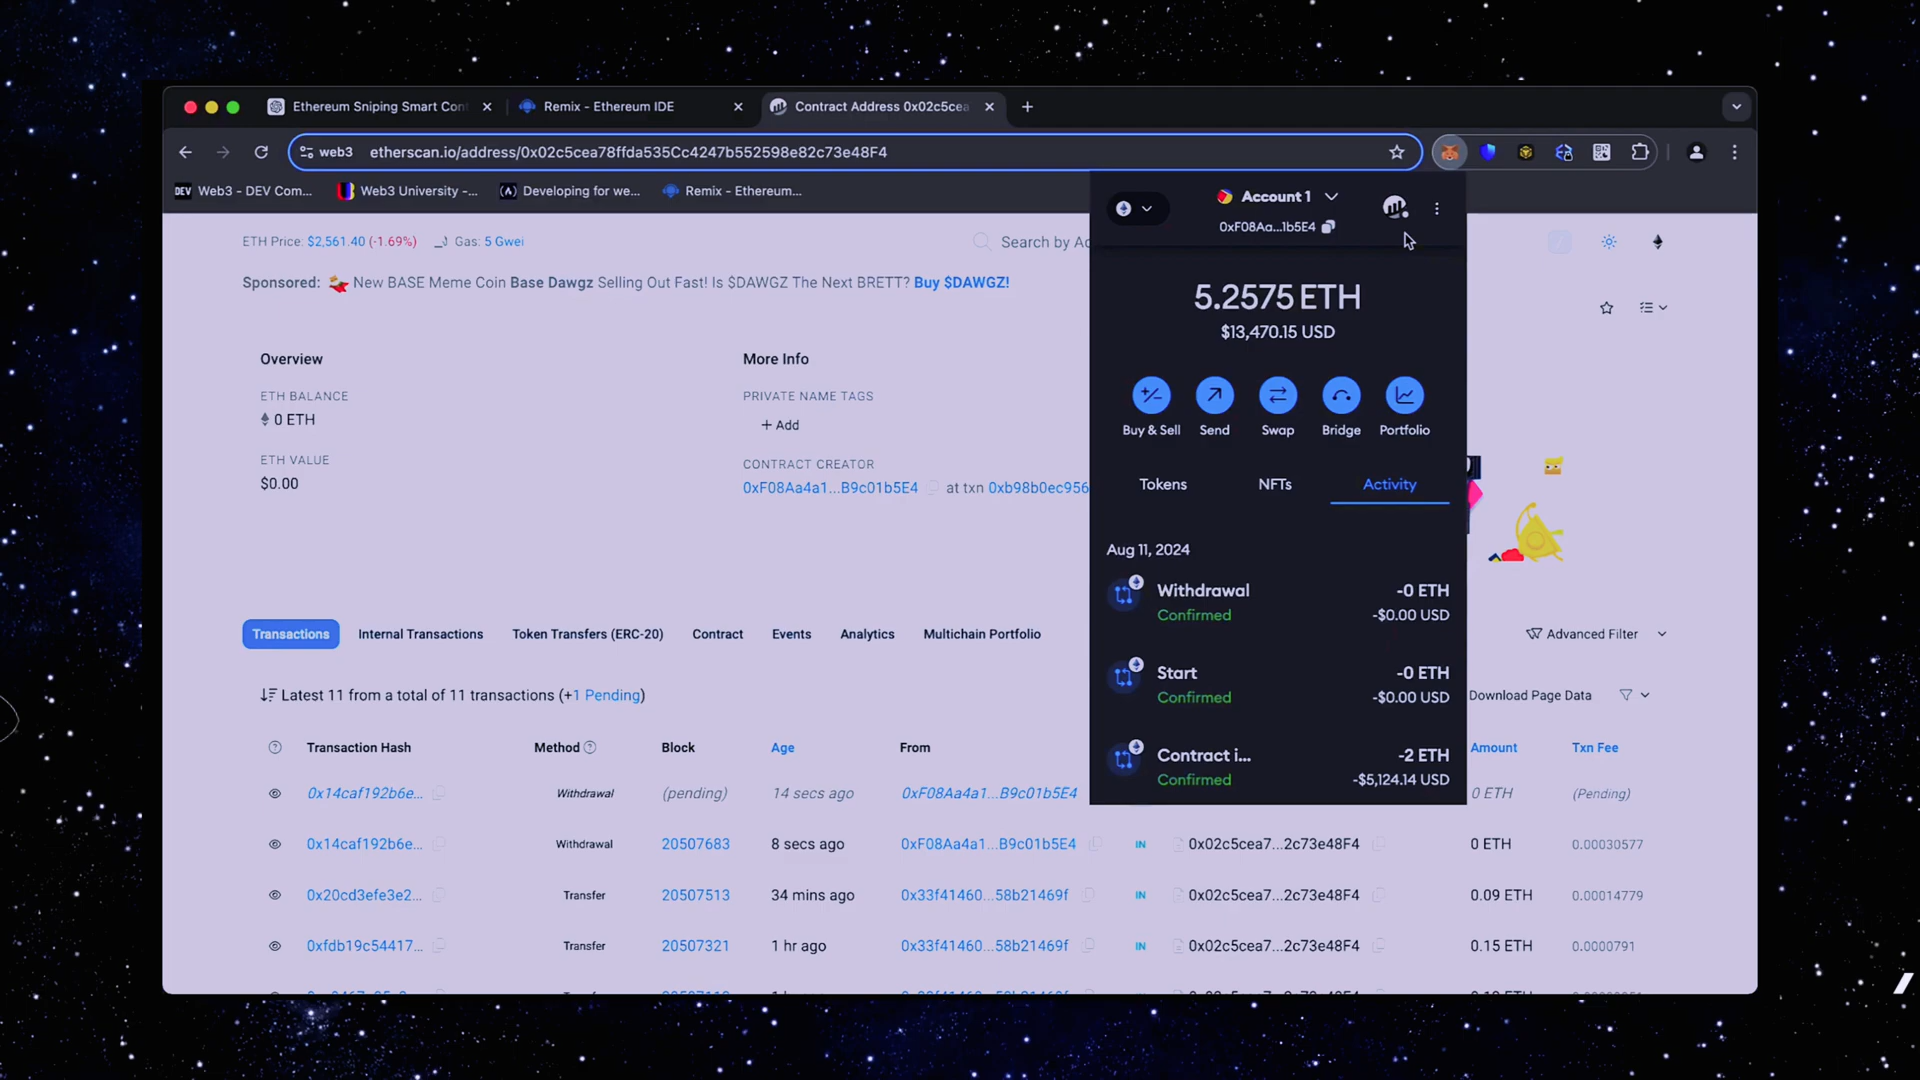 Ethereum Sniping Smart Con
Remix - Ethereum IDE
Contract Address 0x02c5cea
web3 etherscan.io/address/0x02c5cea78ffda535Cc4247b552598e82c73e48F4
DEV Web3 - DEV Com...
Web3 University -...
Developing for we...
Remix - Ethereum...
ETH Price: $2,561.40 (-1.69%) Gas: 5 Gwei
Search by Ad
Sponsored: New BASE Meme Coin Base Dawgz Selling Out Fast! Is $DAWGZ The Next BRETT? Buy $DAWGZ!
Overview
ETH BALANCE
0 ETH
ETH VALUE
$0.00
More Info
PRIVATE NAME TAGS
+ Add
CONTRACT CREATOR
0xF08Aa4a1...B9c01b5E4 at txn 0xb98b0ec956
Account 1
0xF08Aa...1b5E4
5.2575 ETH
$13,470.15 USD
Buy & Sell Send Swap Bridge Portfolio
Tokens NFTs Activity
Aug 11, 2024
Withdrawal -0 ETH
Confirmed -$0.00 USD
Start -0 ETH
Confirmed -$0.00 USD
Contract i... -2 ETH
Confirmed -$5,124.14 USD
Transactions Internal Transactions Token Transfers (ERC-20) Contract Events Analytics Multichain Portfolio Advanced Filter
Latest 11 from a total of 11 transactions (+1 Pending) Download Page Data
Transaction Hash Method Block Age From Amount Txn Fee
0x14caf192b6e... Withdrawal (pending) 14 secs ago 0xF08Aa4a1...B9c01b5E4 0 ETH (Pending)
0x14caf192b6e... Withdrawal 20507683 8 secs ago 0xF08Aa4a1...B9c01b5E4 IN 0x02c5cea7...2c73e48F4 0 ETH 0.00030577
0x20cd3efe3e2... Transfer 20507513 34 mins ago 0x33f41460...58b21469f IN 0x02c5cea7...2c73e48F4 0.09 ETH 0.00014779
0xfdb19c54417... Transfer 20507321 1 hr ago 0x33f41460...58b21469f IN 0x02c5cea7...2c73e48F4 0.15 ETH 0.0000791